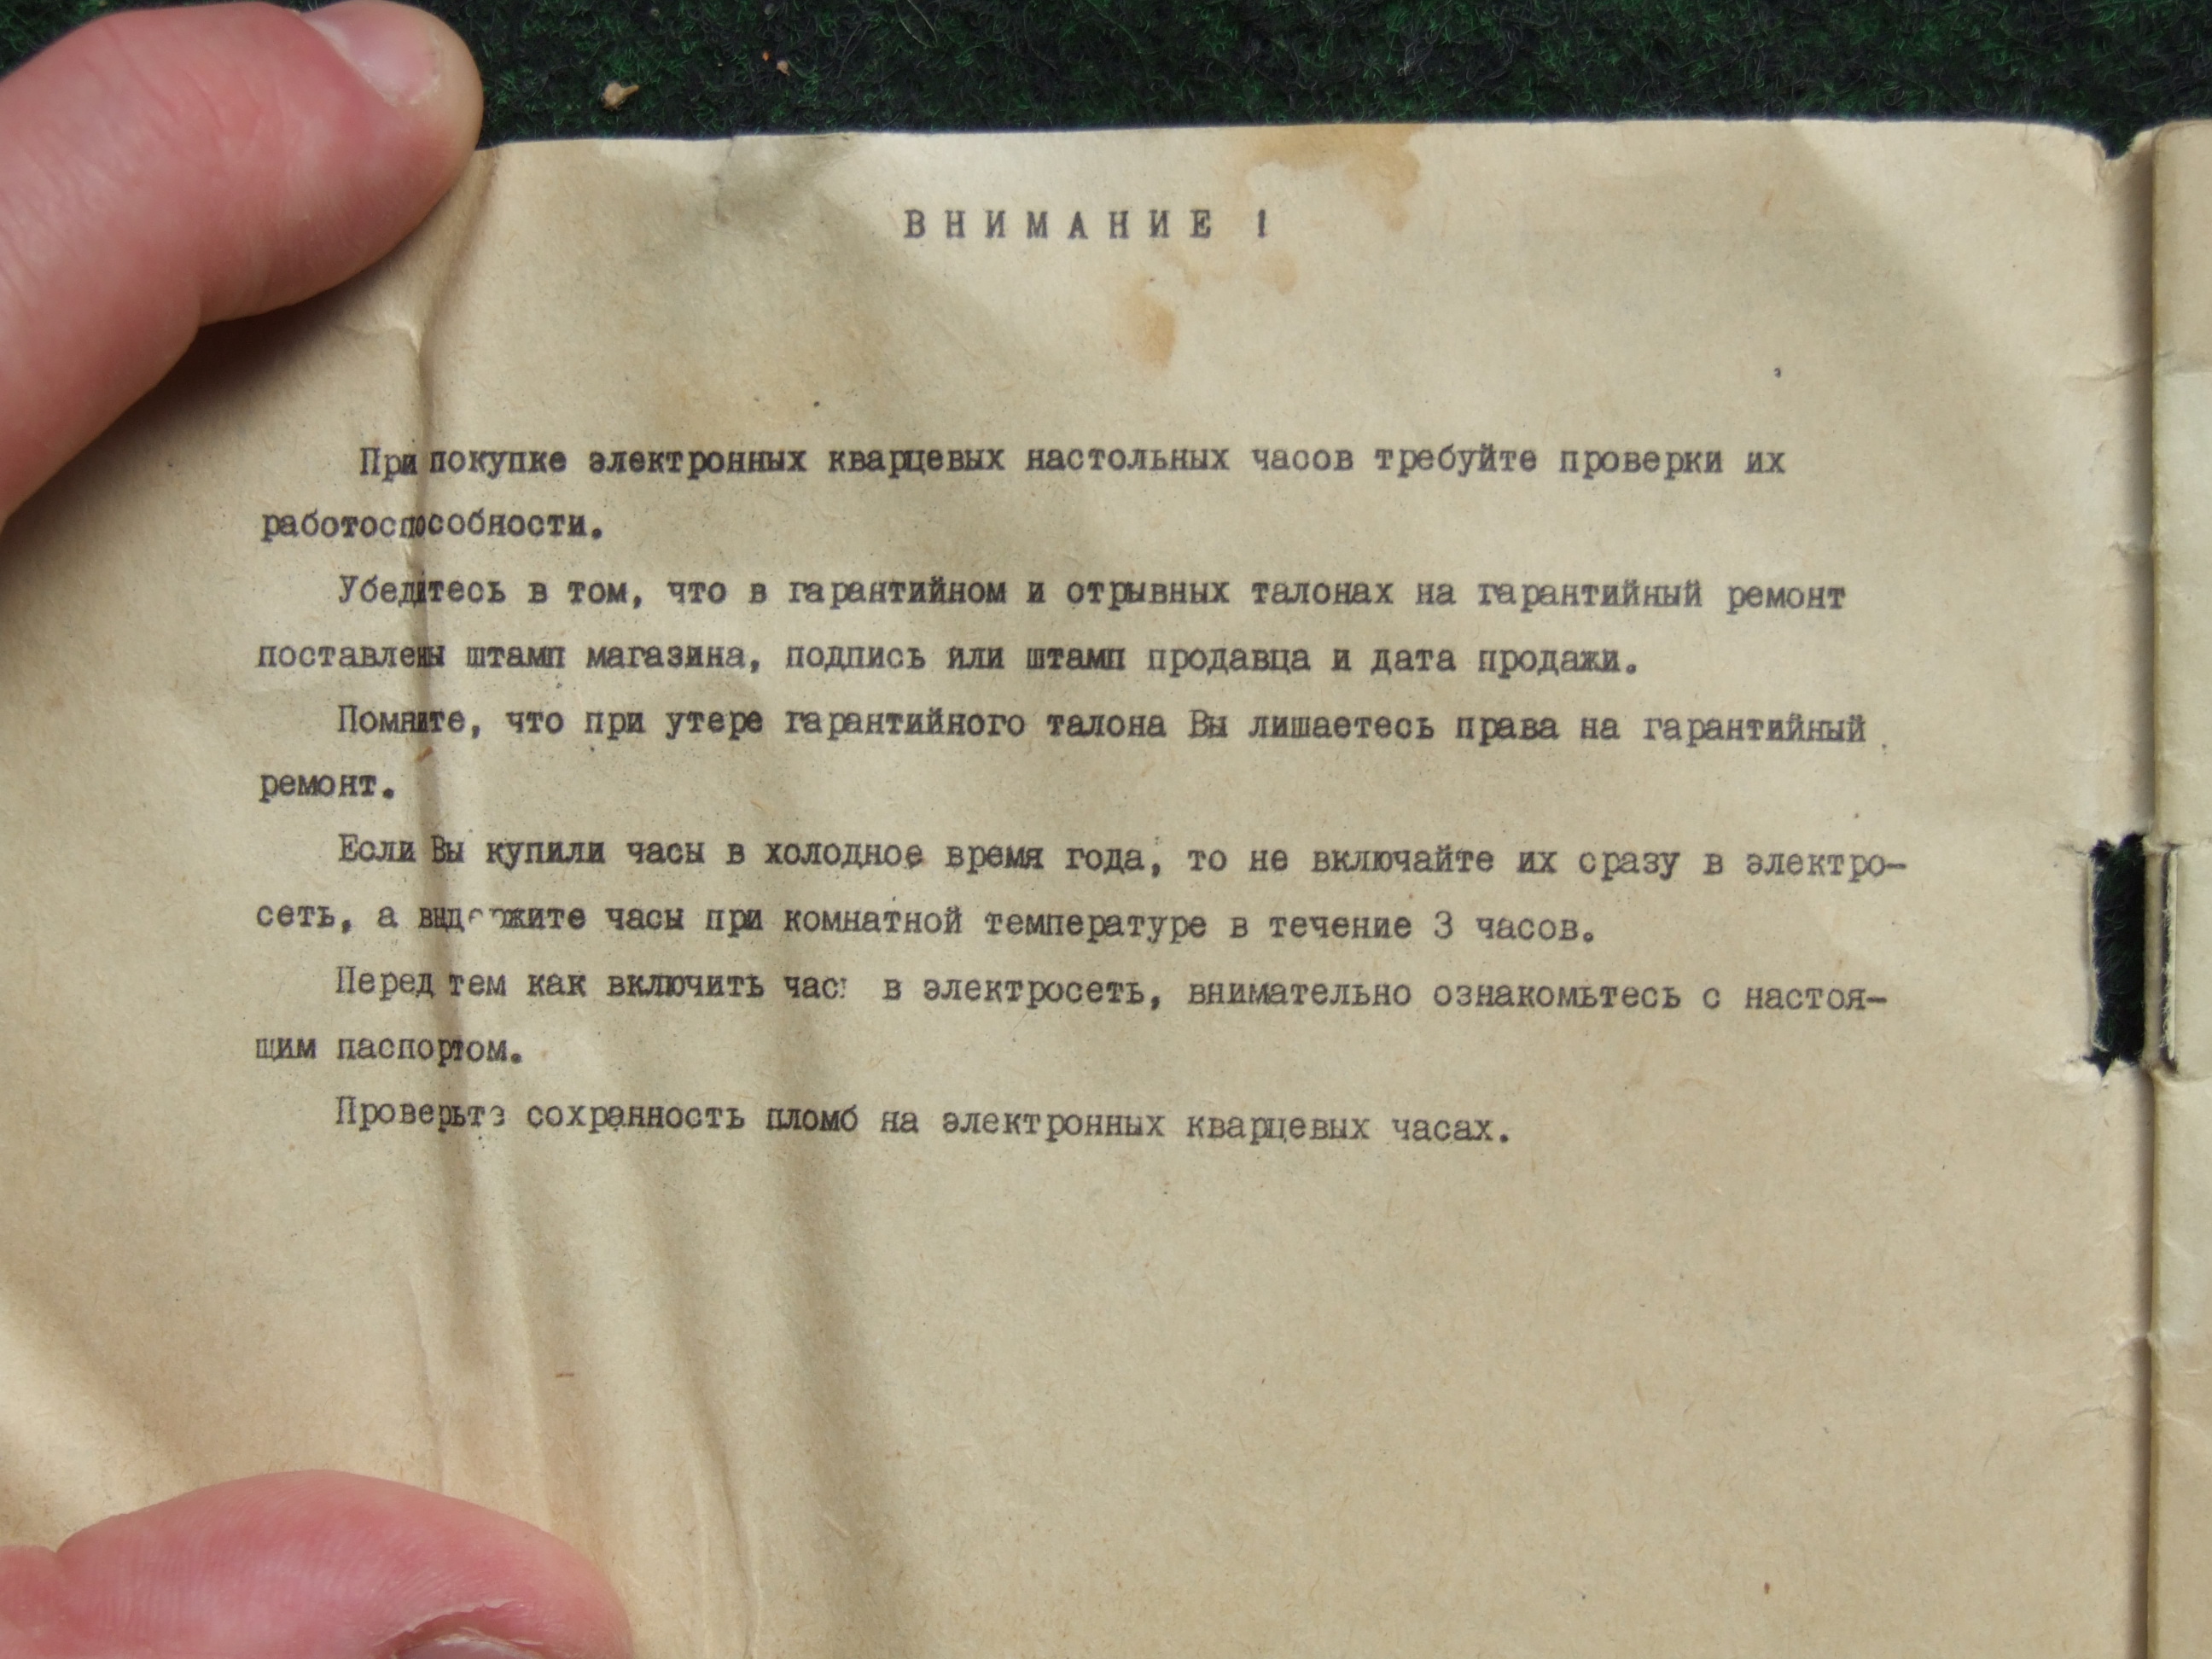 ВНИМАНИЕ !
При покупке электронных кварцевых настольных часов требуйте проверки их
работоспособности.
Убедитесь в том, что в гарантийном и отрывных талонах на гарантийный ремонт
поставлены штамп магазина, подпись или штамп продавца и дата продажи.
Помните, что при утере гарантийного талона Вы лишаетесь права на гарантийный
ремонт.
Если Вы купили часы в холодное время года, то не включайте их сразу в электро-
сеть, а выдержите часы при комнатной температуре в течение 3 часов.
Перед тем как включить часы в электросеть, внимательно ознакомьтесь с настоя-
щим паспортом.
Проверьте сохранность пломб на электронных кварцевых часах.